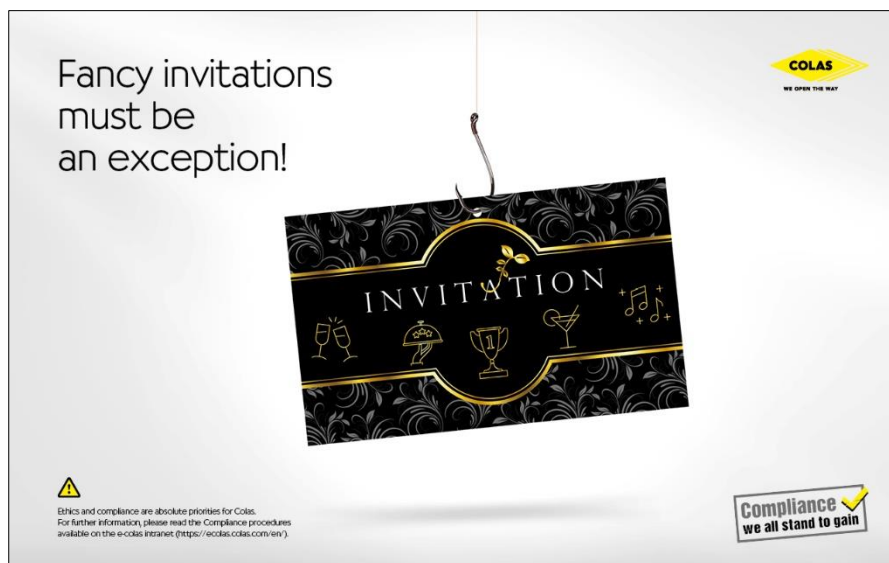 Fancy invitations
must be
an exception!
COLAS
WE OPEN THE WAY
INVITATION
1
Ethics and compliance are absolute priorities for Colas.
For further information, please read the Compliance procedures
available on the e-colas intranet (https://ecolas.colas.com/en/).
Compliance
we all stand to gain